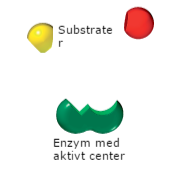 Substrate
r
Enzym med
aktivt center